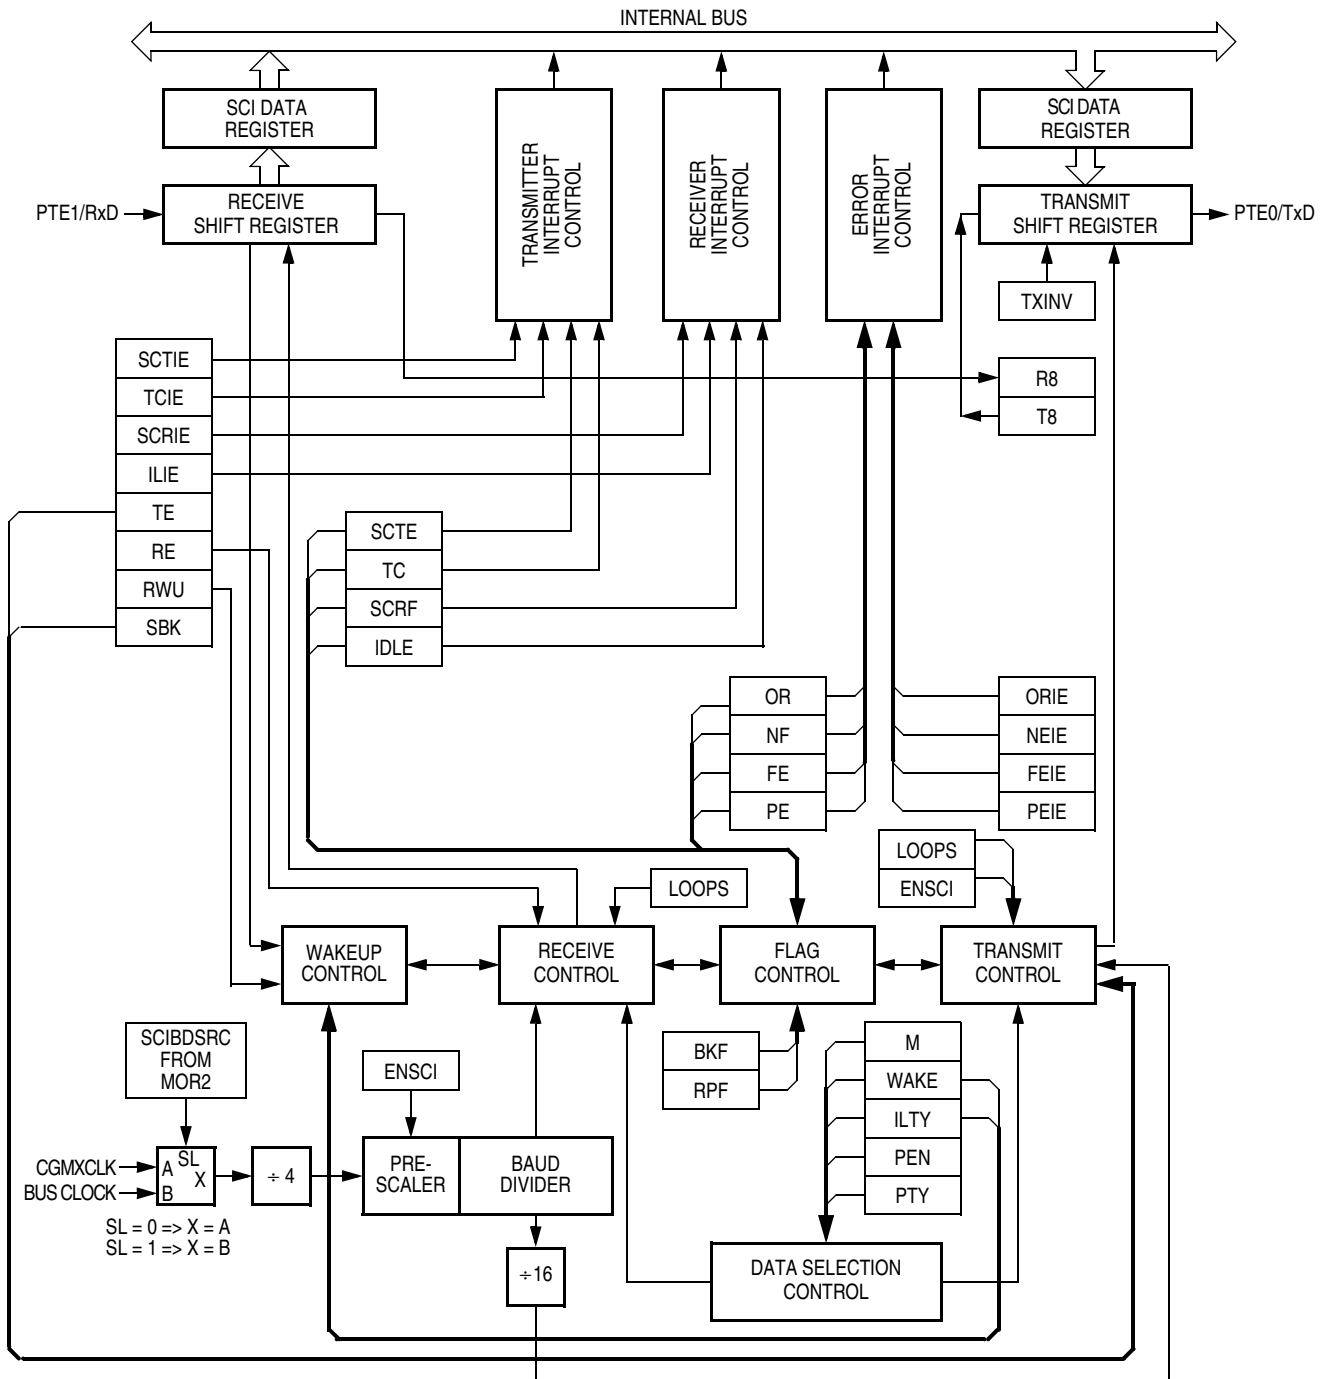 INTERNAL BUS
SCI DATA
REGISTER
SCI DATA
REGISTER
TRANSMITTER
INTERRUPT
CONTROL
RECEIVER
INTERRUPT
CONTROL
ERROR
INTERRUPT
CONTROL
PTE1/RxD
RECEIVE
SHIFT REGISTER
TRANSMIT
SHIFT REGISTER
PTE0/TxD
TXINV
R8
T8
SCTIE
TCIE
SCRIE
ILIE
TE
RE
RWU
SBK
SCTE
TC
SCRF
IDLE
OR
NF
FE
PE
ORIE
NEIE
FEIE
PEIE
LOOPS
LOOPS
ENSCI
WAKEUP
CONTROL
RECEIVE
CONTROL
FLAG
CONTROL
TRANSMIT
CONTROL
SCIBDSRC
FROM
MOR2
ENSCI
BKF
RPF
M
WAKE
ILTY
PEN
PTY
CGMXCLK
BUS CLOCK
A
SL
X
B
÷ 4
PRE-
SCALER
BAUD
DIVIDER
SL = 0 => X = A
SL = 1 => X = B
÷16
DATA SELECTION
CONTROL